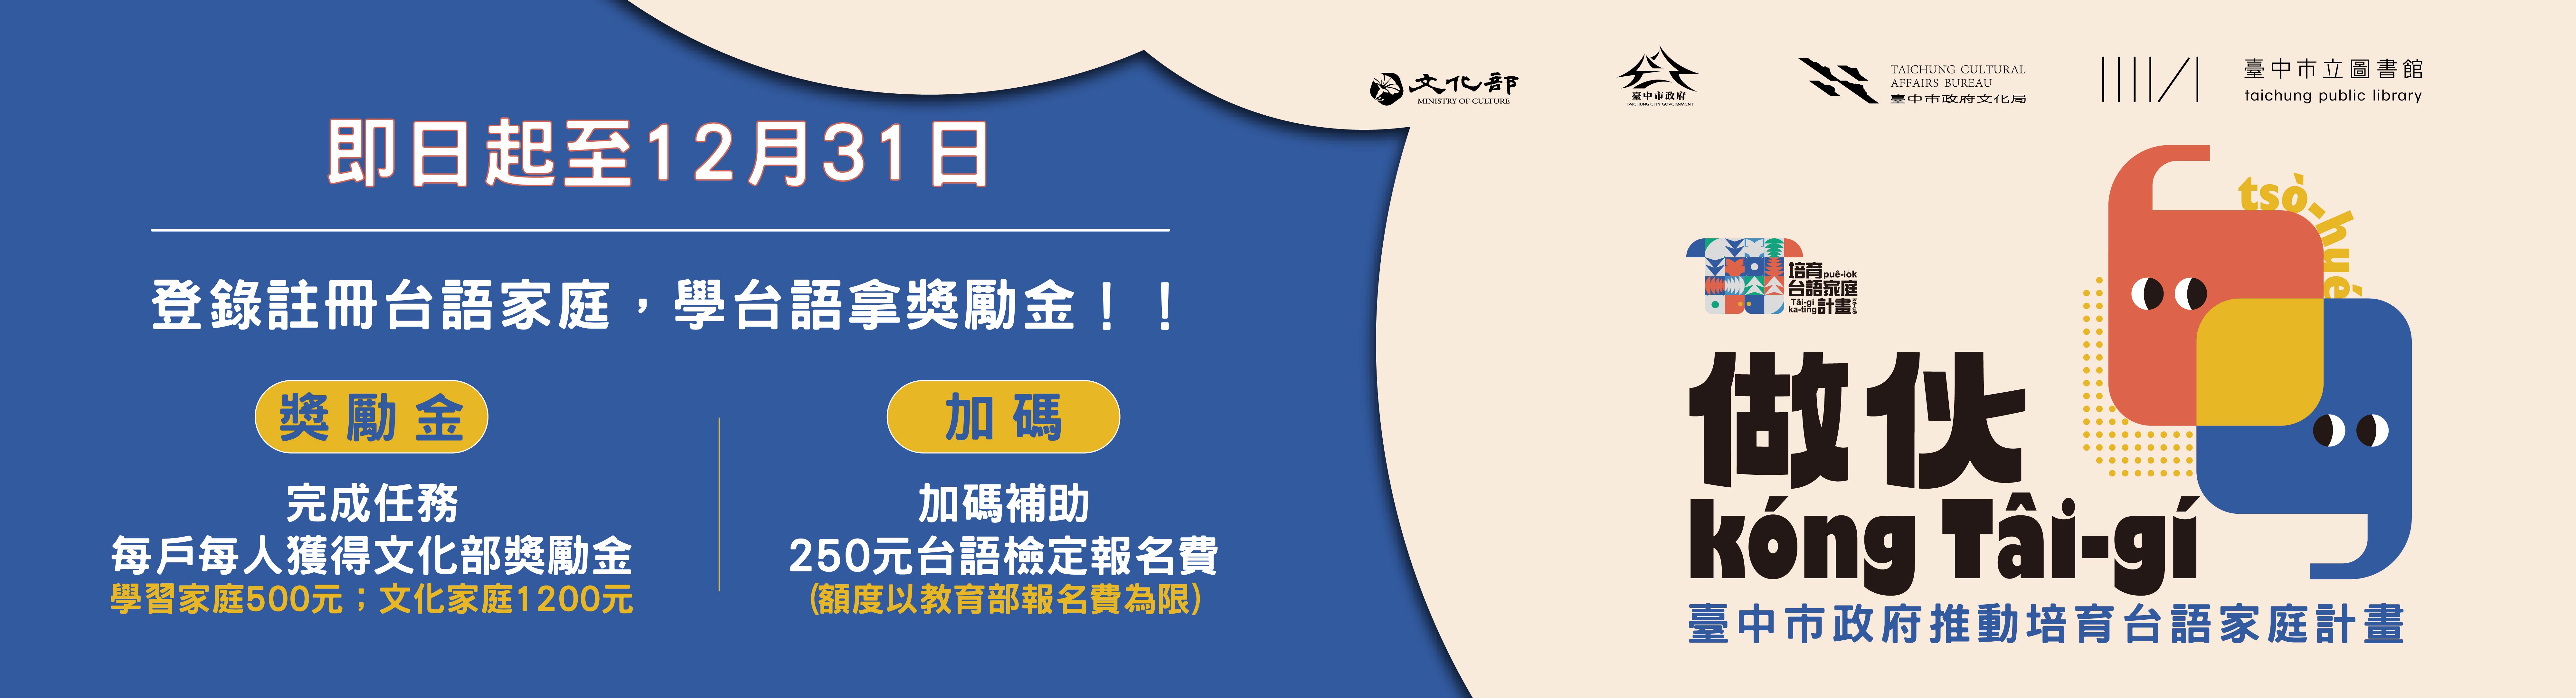 即日起至12月31日
登錄註冊台語家庭，學台語拿獎勵金！！
獎勵金
完成任務
每戶每人獲得文化部獎勵金
學習家庭500元；文化家庭1200元
加碼
加碼補助
250元台語檢定報名費
(額度以教育部報名費為限)
文化部
MINISTRY OF CULTURE
臺中市政府
TAICHUNG CITY GOVERNMENT
TAICHUNG CULTURAL
AFFAIRS BUREAU
臺中市政府文化局
臺中市立圖書館
taichung public library
tsò-hué
培育 puê-io̍k
台語家庭
Tâi-gí
ka-tîng
計畫
做伙
kóng Tâi-gí
臺中市政府推動培育台語家庭計畫